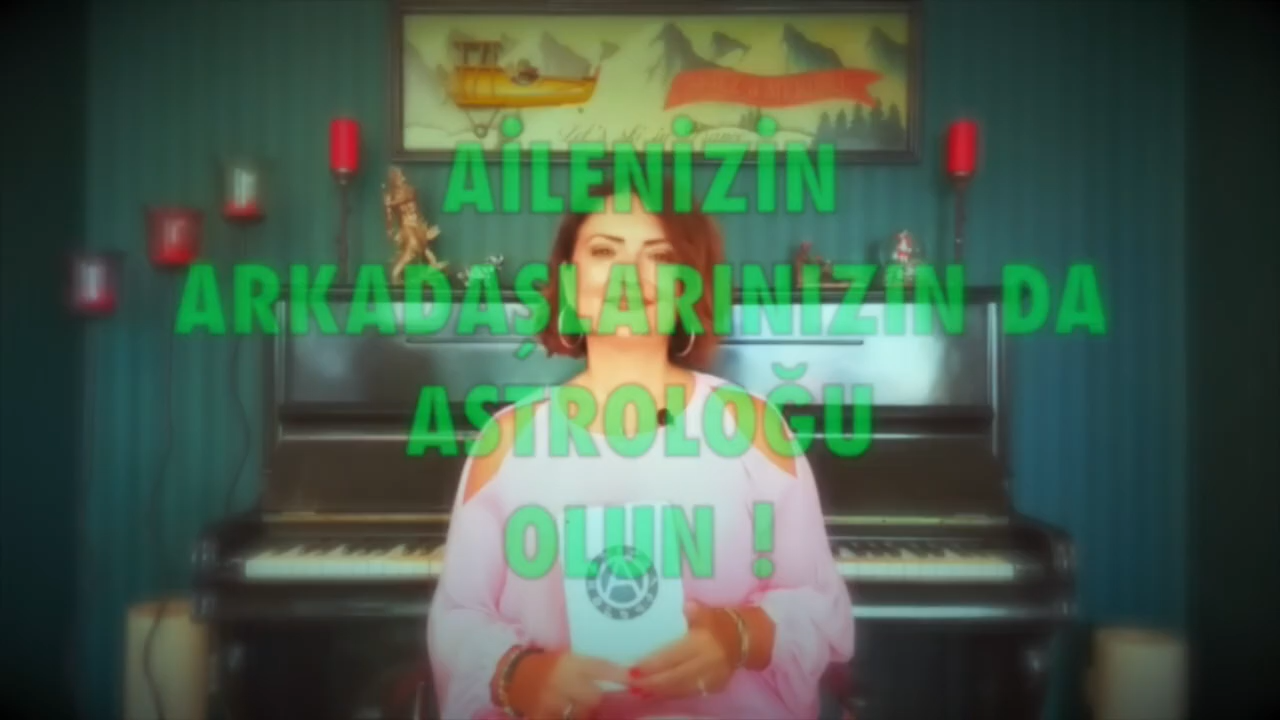 AİLENİZİN
ARKADAŞLARINIZIN DA
ASTROLOĞU
OLUN !
A